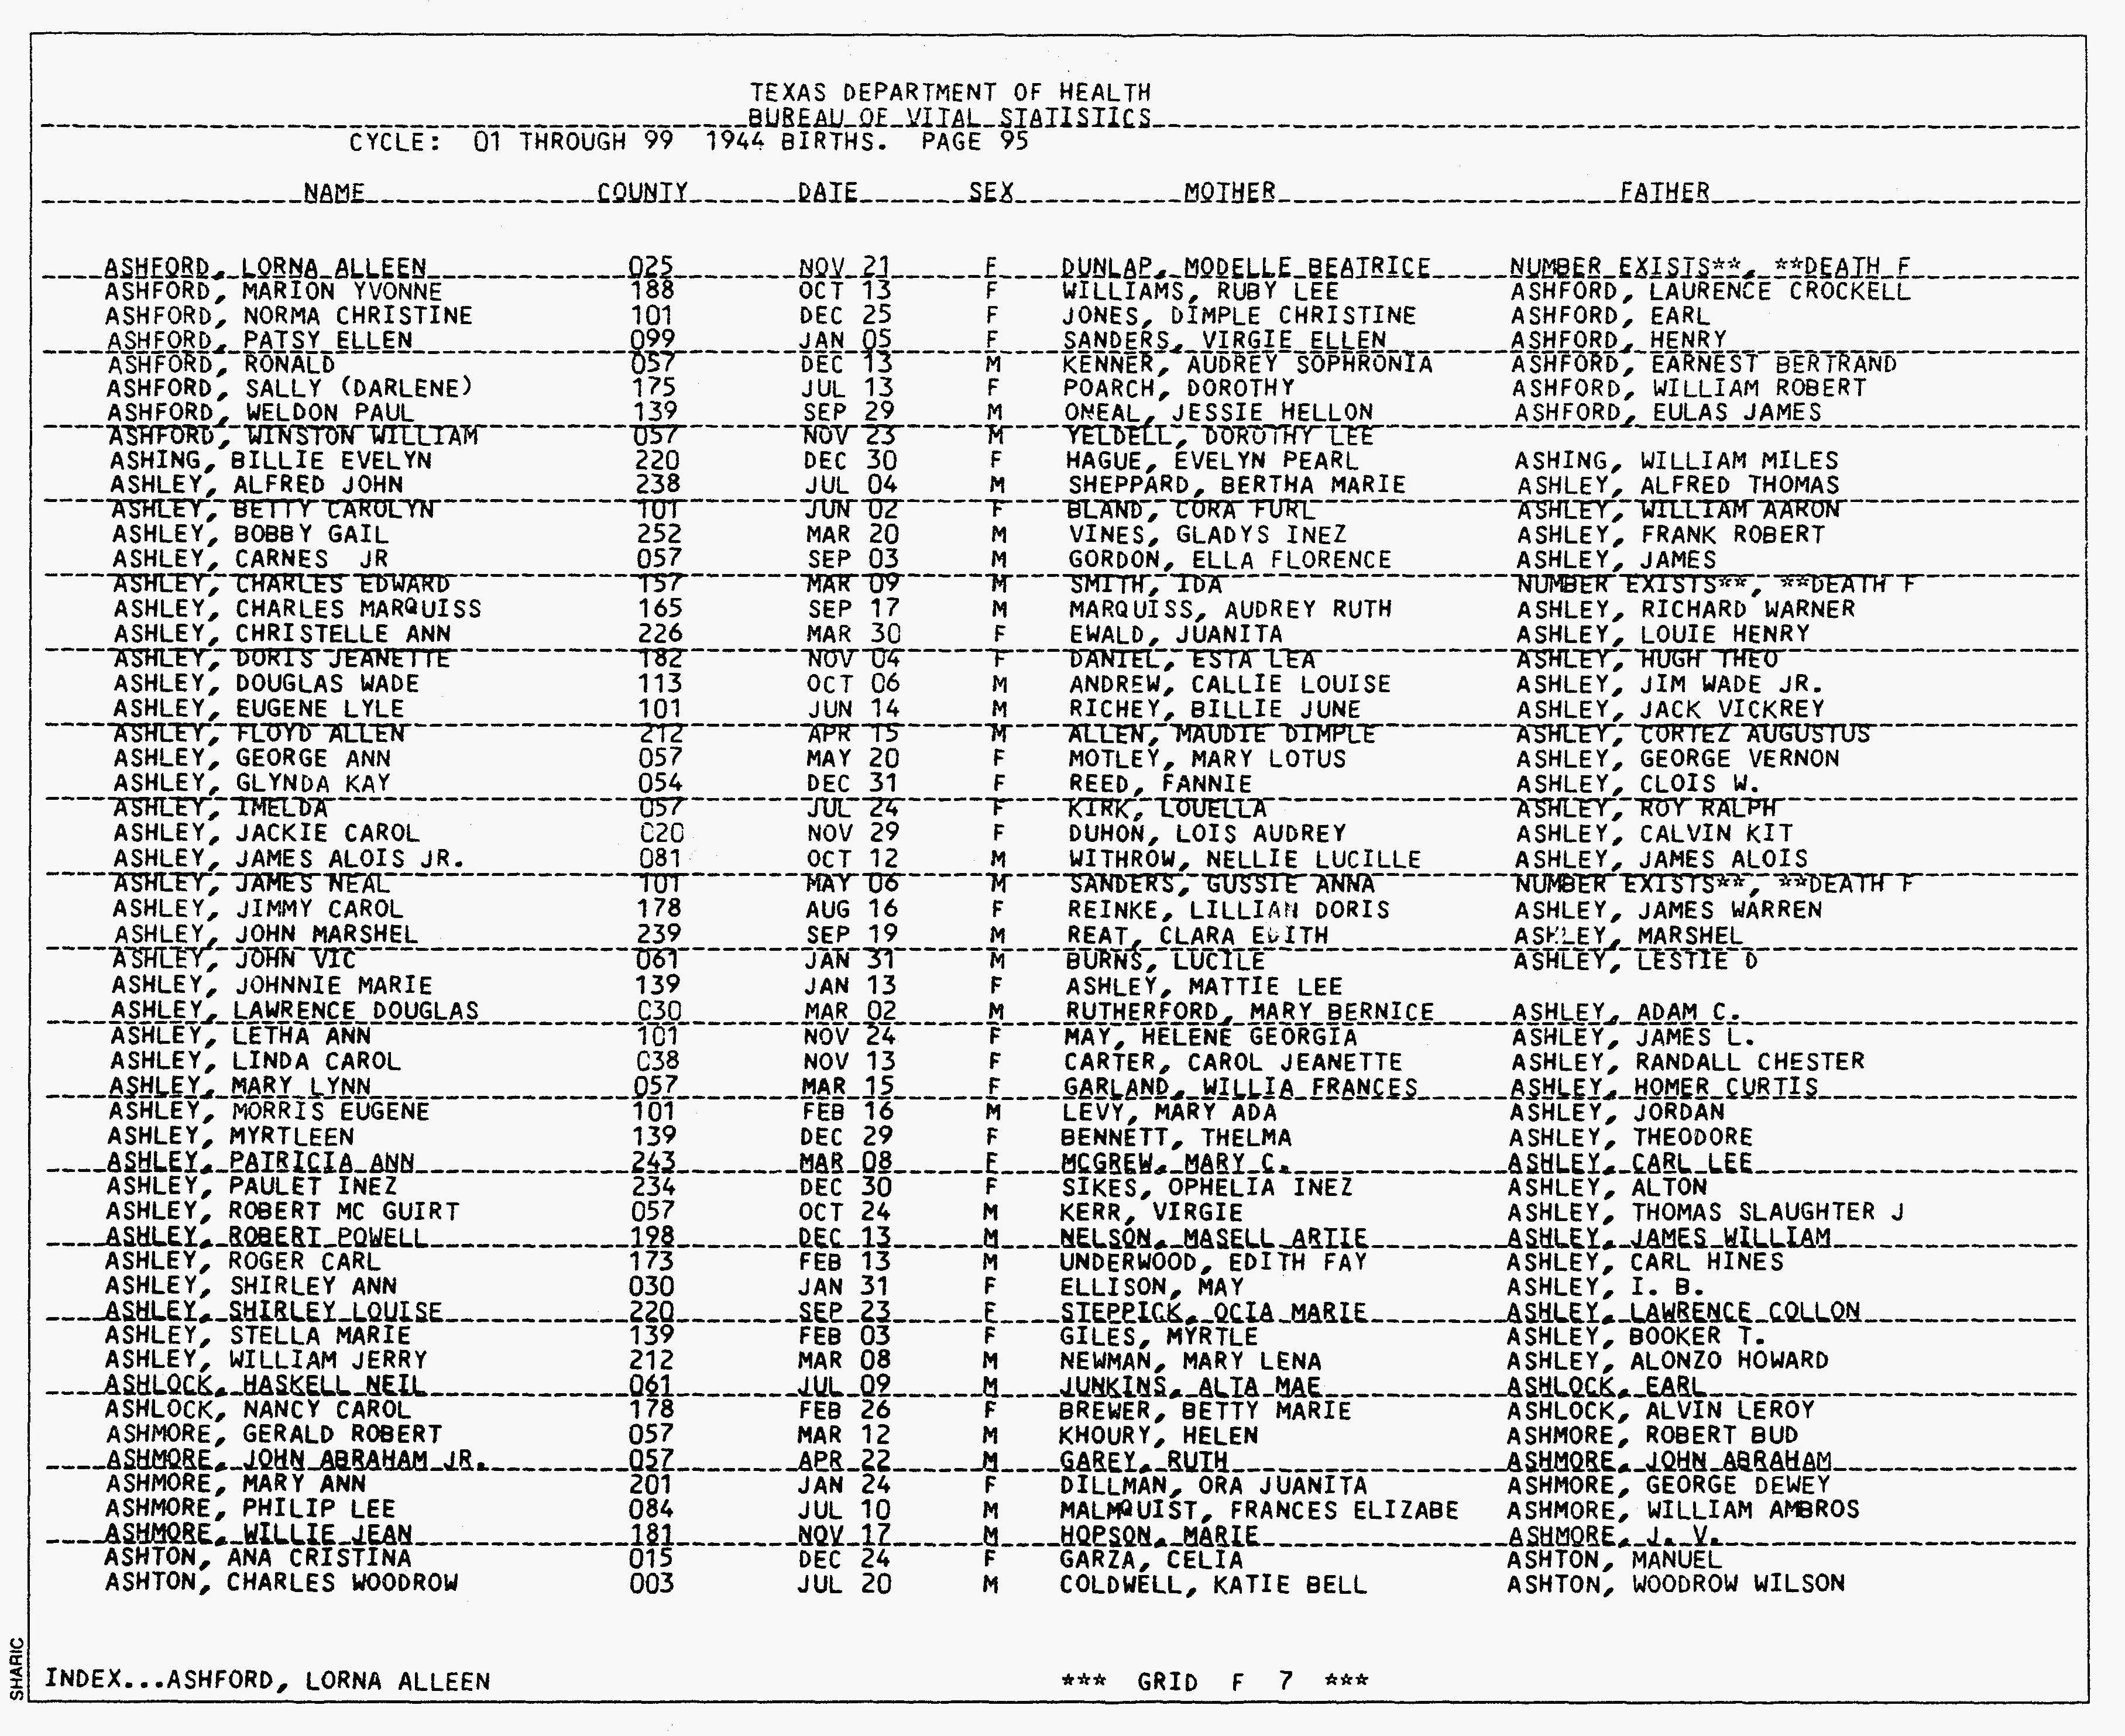 TEXAS DEPARTMENT OF HEALTH
BUREAU OF VITAL STATISTICS
CYCLE: 01 THROUGH 99 1944 BIRTHS. PAGE 95
NAME COUNTY DATE SEX MOTHER FATHER
ASHFORD, LORNA ALLEEN 025 NOV 21 F DUNLAP, MODELLE BEATRICE NUMBER EXISTS**, **DEATH F
ASHFORD, MARION YVONNE 188 OCT 13 F WILLIAMS, RUBY LEE ASHFORD, LAURENCE CROCKELL
ASHFORD, NORMA CHRISTINE 101 DEC 25 F JONES, DIMPLE CHRISTINE ASHFORD, EARL
ASHFORD, PATSY ELLEN 099 JAN 05 F SANDERS, VIRGIE ELLEN ASHFORD, HENRY
ASHFORD, RONALD 057 DEC 13 M KENNER, AUDREY SOPHRONIA ASHFORD, EARNEST BERTRAND
ASHFORD, SALLY (DARLENE) 175 JUL 13 F POARCH, DOROTHY ASHFORD, WILLIAM ROBERT
ASHFORD, WELDON PAUL 139 SEP 29 M ONEAL, JESSIE HELLON ASHFORD, EULAS JAMES
ASHFORD, WINSTON WILLIAM 057 NOV 23 M YELDELL, DOROTHY LEE
ASHING, BILLIE EVELYN 220 DEC 30 F HAGUE, EVELYN PEARL ASHING, WILLIAM MILES
ASHLEY, ALFRED JOHN 238 JUL 04 M SHEPPARD, BERTHA MARIE ASHLEY, ALFRED THOMAS
ASHLEY, BETTY CAROLYN 101 JUN 02 F BLAND, CORA FURL ASHLEY, WILLIAM AARON
ASHLEY, BOBBY GAIL 252 MAR 20 M VINES, GLADYS INEZ ASHLEY, FRANK ROBERT
ASHLEY, CARNES JR 057 SEP 03 M GORDON, ELLA FLORENCE ASHLEY, JAMES
ASHLEY, CHARLES EDWARD 157 MAR 09 M SMITH, IDA NUMBER EXISTS**, **DEATH F
ASHLEY, CHARLES MARQUISS 165 SEP 17 M MARQUISS, AUDREY RUTH ASHLEY, RICHARD WARNER
ASHLEY, CHRISTELLE ANN 226 MAR 30 F EWALD, JUANITA ASHLEY, LOUIE HENRY
ASHLEY, DORIS JEANETTE 182 NOV 04 F DANIEL, ESTA LEA ASHLEY, HUGH THEO
ASHLEY, DOUGLAS WADE 113 OCT 06 M ANDREW, CALLIE LOUISE ASHLEY, JIM WADE JR.
ASHLEY, EUGENE LYLE 101 JUN 14 M RICHEY, BILLIE JUNE ASHLEY, JACK VICKREY
ASHLEY, FLOYD ALLEN 212 APR 15 M ALLEN, MAUDIE DIMPLE ASHLEY, CORTEZ AUGUSTUS
ASHLEY, GEORGE ANN 057 MAY 20 F MOTLEY, MARY LOTUS ASHLEY, GEORGE VERNON
ASHLEY, GLYNDA KAY 054 DEC 31 F REED, FANNIE ASHLEY, CLOIS W.
ASHLEY, IMELDA 057 JUL 24 F KIRK, LOUELLA ASHLEY, ROY RALPH
ASHLEY, JACKIE CAROL 020 NOV 29 F DUHON, LOIS AUDREY ASHLEY, CALVIN KIT
ASHLEY, JAMES ALOIS JR. 081 OCT 12 M WITHROW, NELLIE LUCILLE ASHLEY, JAMES ALOIS
ASHLEY, JAMES NEAL 101 MAY 06 M SANDERS, GUSSIE ANNA NUMBER EXISTS**, **DEATH F
ASHLEY, JIMMY CAROL 178 AUG 16 F REINKE, LILLIAN DORIS ASHLEY, JAMES WARREN
ASHLEY, JOHN MARSHEL 239 SEP 19 M REAT, CLARA EDITH ASHLEY, MARSHEL
ASHLEY, JOHN VIC 061 JAN 31 M BURNS, LUCILE ASHLEY, LESTIE D
ASHLEY, JOHNNIE MARIE 139 JAN 13 F ASHLEY, MATTIE LEE
ASHLEY, LAWRENCE DOUGLAS 030 MAR 02 M RUTHERFORD, MARY BERNICE ASHLEY, ADAM C.
ASHLEY, LETHA ANN 101 NOV 24 F MAY, HELENE GEORGIA ASHLEY, JAMES L.
ASHLEY, LINDA CAROL 038 NOV 13 F CARTER, CAROL JEANETTE ASHLEY, RANDALL CHESTER
ASHLEY, MARY LYNN 057 MAR 15 F GARLAND, WILLIA FRANCES ASHLEY, HOMER CURTIS
ASHLEY, MORRIS EUGENE 101 FEB 16 M LEVY, MARY ADA ASHLEY, JORDAN
ASHLEY, MYRTLEEN 139 DEC 29 F BENNETT, THELMA ASHLEY, THEODORE
ASHLEY, PATRICIA ANN 243 MAR 08 F MCGREW, MARY C. ASHLEY, CARL LEE
ASHLEY, PAULET INEZ 234 DEC 30 F SIKES, OPHELIA INEZ ASHLEY, ALTON
ASHLEY, ROBERT MC GUIRT 057 OCT 24 M KERR, VIRGIE ASHLEY, THOMAS SLAUGHTER J
ASHLEY, ROBERT POWELL 198 DEC 13 M NELSON, MASELL ARTIE ASHLEY, JAMES WILLIAM
ASHLEY, ROGER CARL 173 FEB 13 M UNDERWOOD, EDITH FAY ASHLEY, CARL HINES
ASHLEY, SHIRLEY ANN 030 JAN 31 F ELLISON, MAY ASHLEY, I. B.
ASHLEY, SHIRLEY LOUISE 220 SEP 23 F STEPPICK, OCIA MARIE ASHLEY, LAWRENCE COLLON
ASHLEY, STELLA MARIE 139 FEB 03 F GILES, MYRTLE ASHLEY, BOOKER T.
ASHLEY, WILLIAM JERRY 212 MAR 08 M NEWMAN, MARY LENA ASHLEY, ALONZO HOWARD
ASHLOCK, HASKELL NEIL 061 JUL 09 M JUNKINS, ALTA MAE ASHLOCK, EARL
ASHLOCK, NANCY CAROL 178 FEB 26 F BREWER, BETTY MARIE ASHLOCK, ALVIN LEROY
ASHMORE, GERALD ROBERT 057 MAR 12 M KHOURY, HELEN ASHMORE, ROBERT BUD
ASHMORE, JOHN ABRAHAM JR. 057 APR 22 M GAREY, RUTH ASHMORE, JOHN ABRAHAM
ASHMORE, MARY ANN 201 JAN 24 F DILLMAN, ORA JUANITA ASHMORE, GEORGE DEWEY
ASHMORE, PHILIP LEE 084 JUL 10 M MALMQUIST, FRANCES ELIZABE ASHMORE, WILLIAM AMBROS
ASHMORE, WILLIE JEAN 181 NOV 17 M HOPSON, MARIE ASHMORE, J. V.
ASHTON, ANA CRISTINA 015 DEC 24 F GARZA, CELIA ASHTON, MANUEL
ASHTON, CHARLES WOODROW 003 JUL 20 M COLDWELL, KATIE BELL ASHTON, WOODROW WILSON
INDEX...ASHFORD, LORNA ALLEEN *** GRID F 7 ***
SHARIC